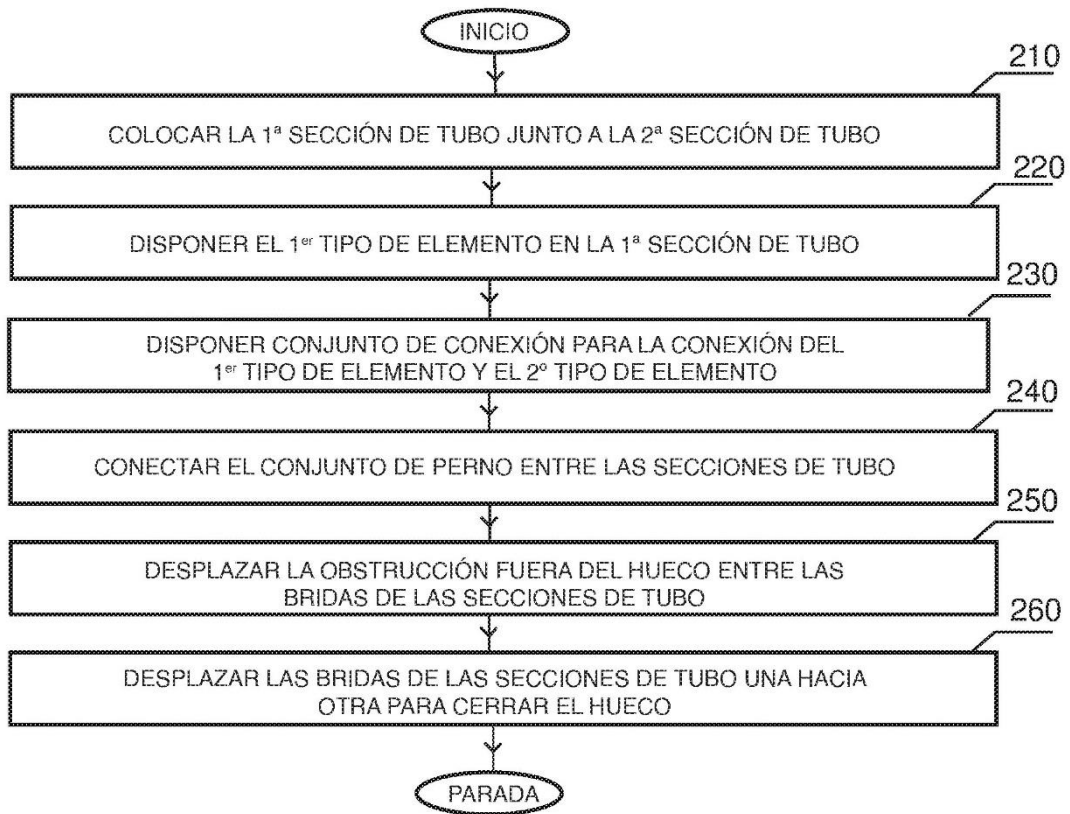 INICIO
210
COLOCAR LA 1ª SECCIÓN DE TUBO JUNTO A LA 2ª SECCIÓN DE TUBO
220
DISPONER EL 1er TIPO DE ELEMENTO EN LA 1ª SECCIÓN DE TUBO
230
DISPONER CONJUNTO DE CONEXIÓN PARA LA CONEXIÓN DEL
1er TIPO DE ELEMENTO Y EL 2º TIPO DE ELEMENTO
240
CONECTAR EL CONJUNTO DE PERNO ENTRE LAS SECCIONES DE TUBO
250
DESPLAZAR LA OBSTRUCCIÓN FUERA DEL HUECO ENTRE LAS
BRIDAS DE LAS SECCIONES DE TUBO
260
DESPLAZAR LAS BRIDAS DE LAS SECCIONES DE TUBO UNA HACIA
OTRA PARA CERRAR EL HUECO
PARADA